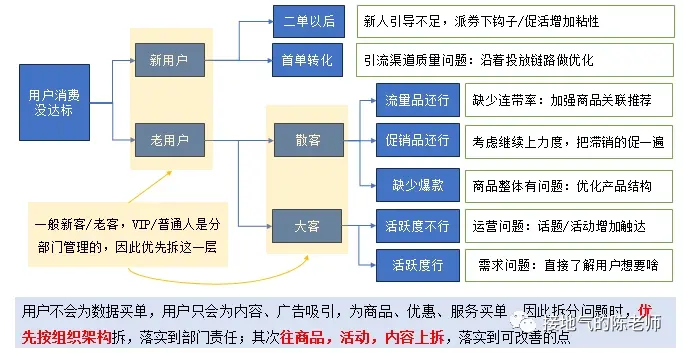 二单以后
新人引导不足，派券下钩子/促活增加粘性
新用户
首单转化
引流渠道质量问题：沿着投放链路做优化
用户消费
没达标
流量品还行
缺少连带率：加强商品关联推荐
老用户
散客
促销品还行
考虑继续上力度，把滞销的促一遍
缺少爆款
商品整体有问题：优化产品结构
一般新客/老客，VIP/普通人是分
部门管理的，因此优先拆这一层
大客
活跃度不行
运营问题：话题/活动增加触达
活跃度行
需求问题：直接了解用户想要啥
用户不会为数据买单，用户只会为内容、广告吸引，为商品、优惠、服务买单 因此拆分问题时，优
先按组织架构拆，落实到部门责任；其次往商品，活动，内容上拆，落实到可改善的点
接地气的陈老师